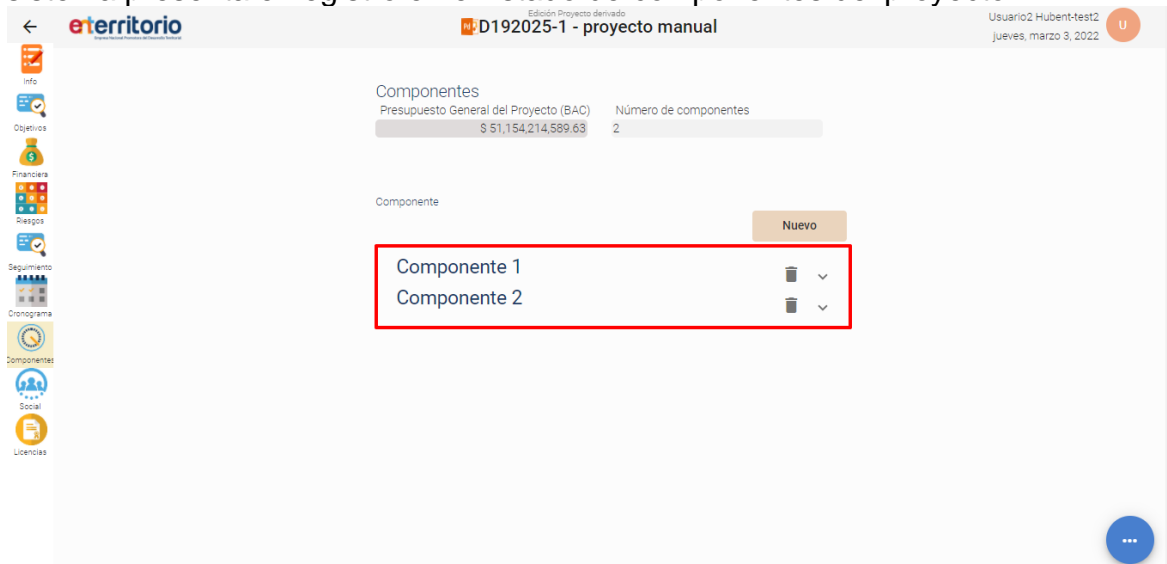 Edición Proyecto derivado
eterritorio
D192025-1 - proyecto manual
Usuario2 Hubent-test2
jueves, marzo 3, 2022
U
Info
Objetivos
Financiera
Riesgos
Seguimiento
Cronograma
Componentes
Social
Licencias
Componentes
Presupuesto General del Proyecto (BAC)
Número de componentes
$ 51,154,214,589.63
2
Componente
Nuevo
Componente 1
Componente 2